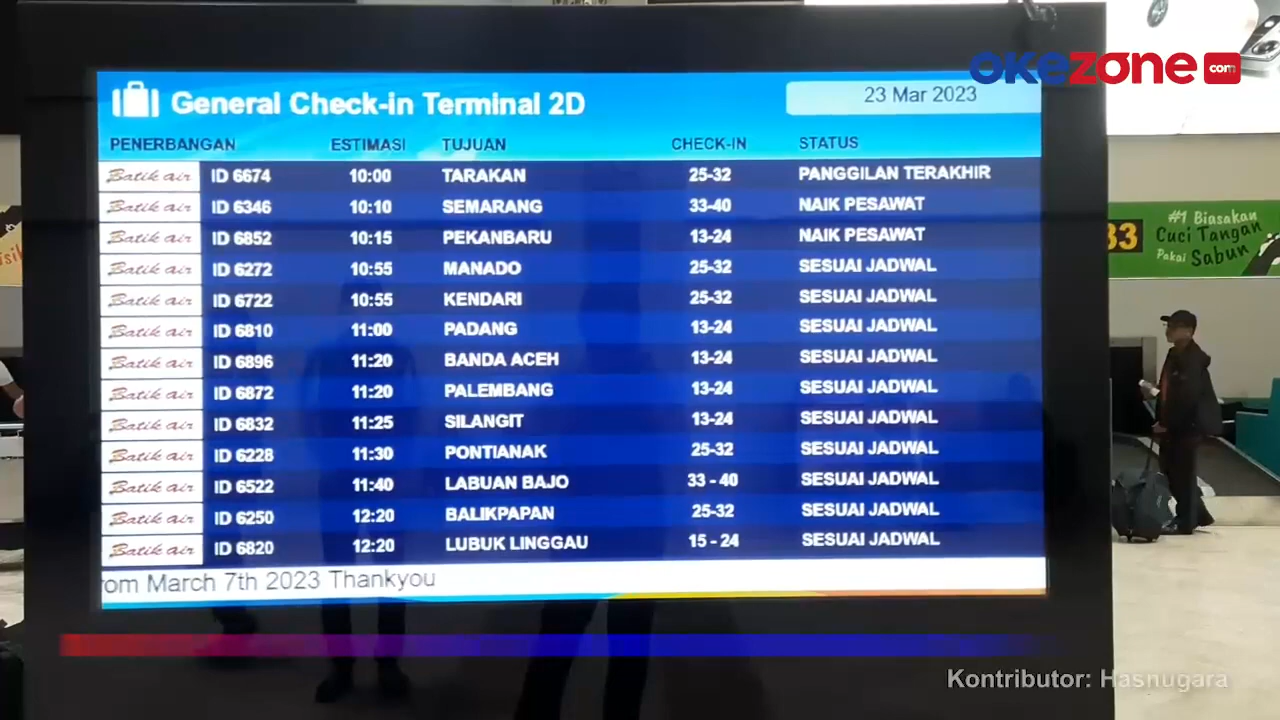 okezone.com
General Check-in Terminal 2D 23 Mar 2023
PENERBANGAN ESTIMASI TUJUAN CHECK-IN STATUS
Batik air ID 6674 10:00 TARAKAN 25-32 PANGGILAN TERAKHIR
Batik air ID 6346 10:10 SEMARANG 33-40 NAIK PESAWAT
Batik air ID 6852 10:15 PEKANBARU 13-24 NAIK PESAWAT
Batik air ID 6272 10:55 MANADO 25-32 SESUAI JADWAL
Batik air ID 6722 10:55 KENDARI 25-32 SESUAI JADWAL
Batik air ID 6810 11:00 PADANG 13-24 SESUAI JADWAL
Batik air ID 6896 11:20 BANDA ACEH 13-24 SESUAI JADWAL
Batik air ID 6872 11:20 PALEMBANG 13-24 SESUAI JADWAL
Batik air ID 6832 11:25 SILANGIT 13-24 SESUAI JADWAL
Batik air ID 6228 11:30 PONTIANAK 25-32 SESUAI JADWAL
Batik air ID 6522 11:40 LABUAN BAJO 33 - 40 SESUAI JADWAL
Batik air ID 6250 12:20 BALIKPAPAN 25-32 SESUAI JADWAL
Batik air ID 6820 12:20 LUBUK LINGGAU 15 - 24 SESUAI JADWAL
rom March 7th 2023 Thankyou
33
#1 Biasakan
Cuci Tangan
Pakai Sabun
Kontributor: Hasnugara